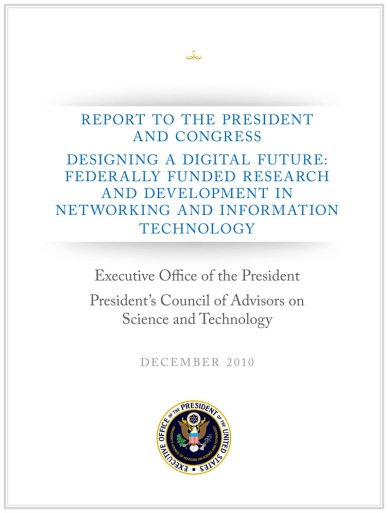 REPORT TO THE PRESIDENT
AND CONGRESS
DESIGNING A DIGITAL FUTURE:
FEDERALLY FUNDED RESEARCH
AND DEVELOPMENT IN
NETWORKING AND INFORMATION
TECHNOLOGY
Executive Office of the President
President's Council of Advisors on
Science and Technology
DECEMBER 2010
EXECUTIVE OFFICE OF THE PRESIDENT OF THE UNITED STATES